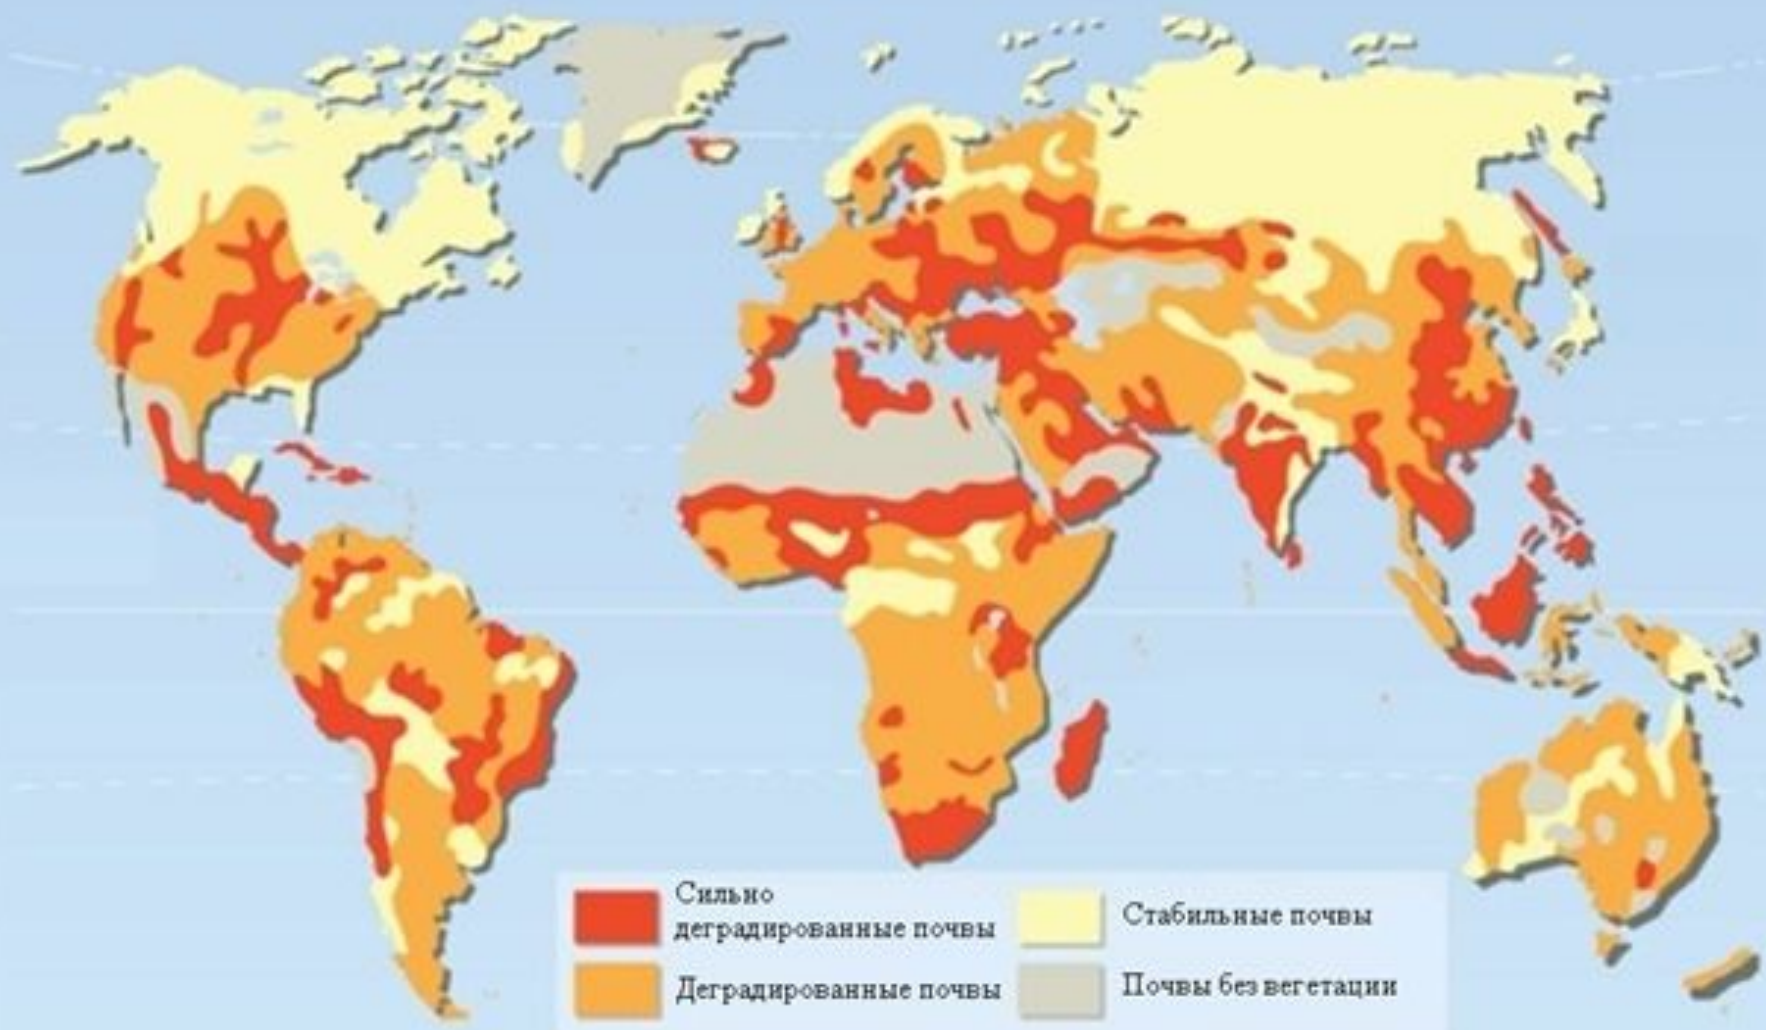 Сильно
деградированные почвы
Деградированные почвы
Стабильные почвы
Почвы без вегетации